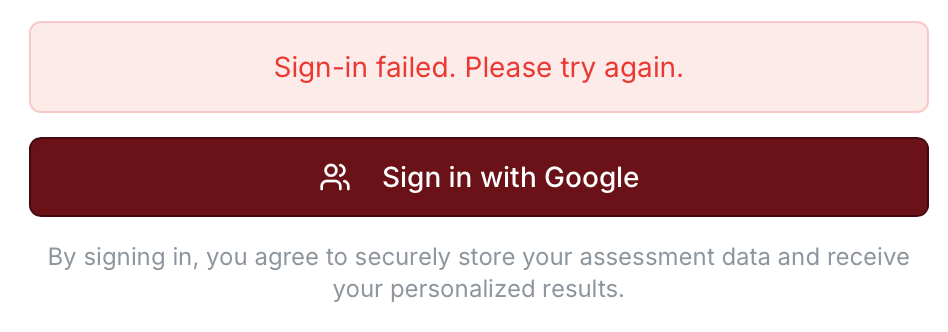 Sign-in failed. Please try again.
Sign in with Google
By signing in, you agree to securely store your assessment data and receive
your personalized results.